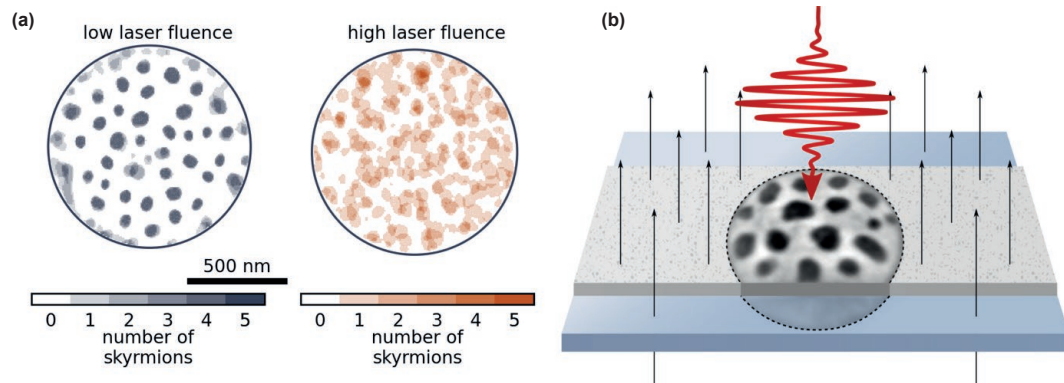 (a)
low laser fluence
high laser fluence
500 nm
0 1 2 3 4 5
number of
skyrmions
0 1 2 3 4 5
number of
skyrmions
(b)